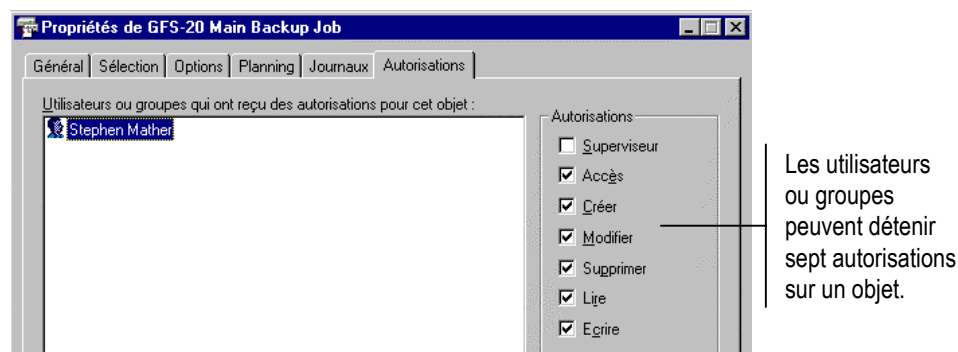 Propriétés de GFS-20 Main Backup Job
Général Sélection Options Planning Journaux Autorisations
Utilisateurs ou groupes qui ont reçu des autorisations pour cet objet :
Stephen Mather
Autorisations
Superviseur
Accès
Créer
Modifier
Supprimer
Lire
Ecrire
Les utilisateurs
ou groupes
peuvent détenir
sept autorisations
sur un objet.